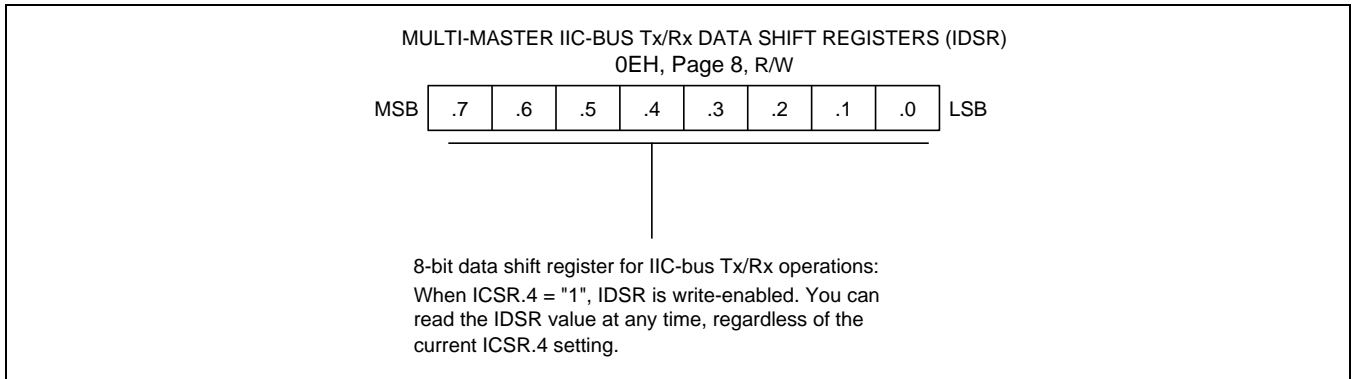 MULTI-MASTER IIC-BUS Tx/Rx DATA SHIFT REGISTERS (IDSR)
0EH, Page 8, R/W
MSB .7 .6 .5 .4 .3 .2 .1 .0 LSB
8-bit data shift register for IIC-bus Tx/Rx operations:
When ICSR.4 = "1", IDSR is write-enabled. You can
read the IDSR value at any time, regardless of the
current ICSR.4 setting.